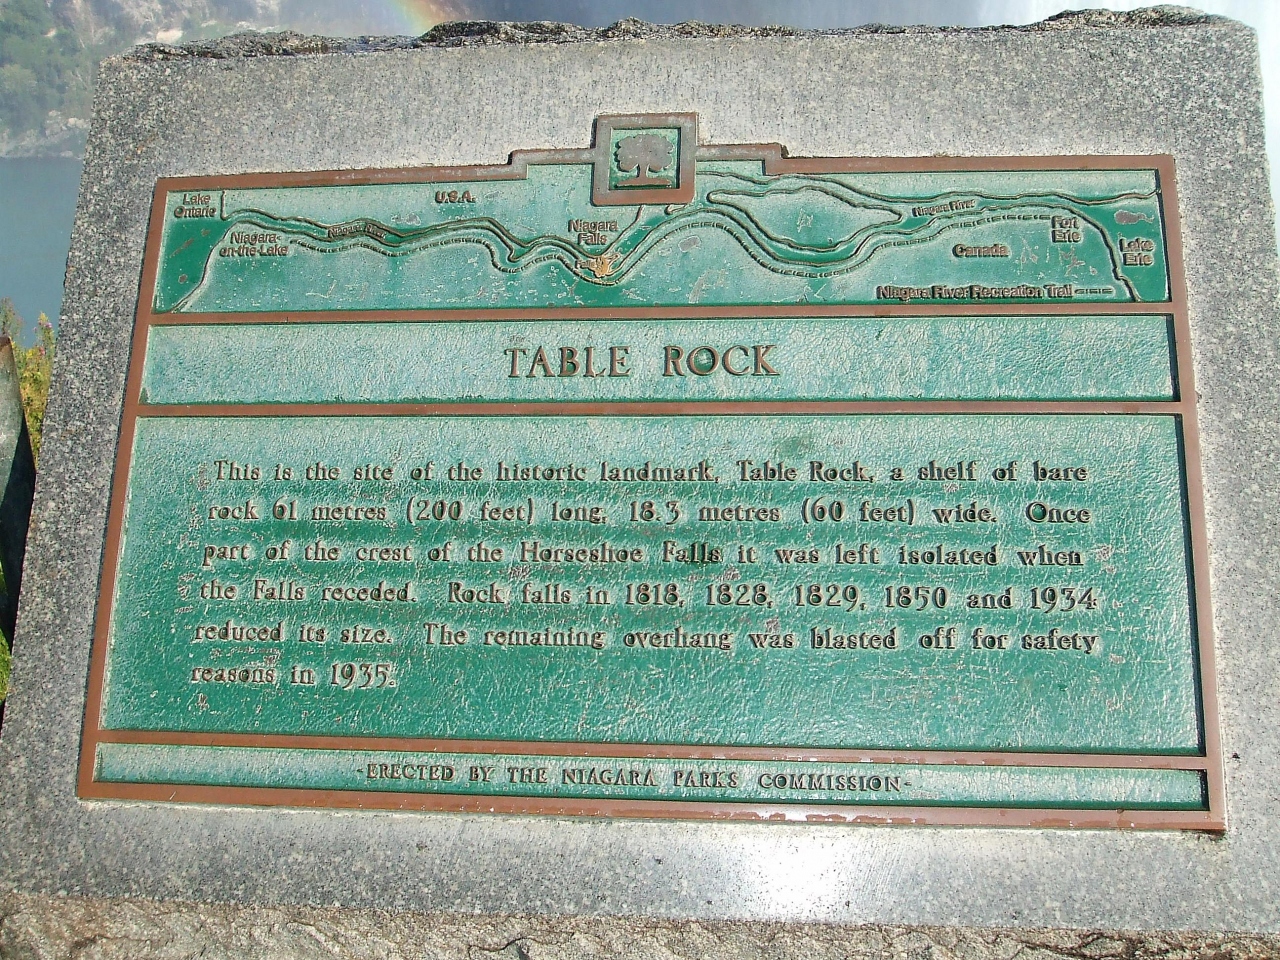 Lake
Ontario
U.S.A.
Niagara-
on-the-Lake
Niagara River
Niagara
Falls
Niagara River
Canada
Fort
Erie
Lake
Erie
Niagara River Recreation Trail
TABLE ROCK
This is the site of the historic landmark, Table Rock, a shelf of bare
rock 61 metres (200 feet) long, 18.3 metres (60 feet) wide. Once
part of the crest of the Horseshoe Falls it was left isolated when
the Falls receded. Rock falls in 1818, 1828, 1829, 1850 and 1934
reduced its size. The remaining overhang was blasted off for safety
reasons in 1935.
-ERECTED BY THE NIAGARA PARKS COMMISSION-